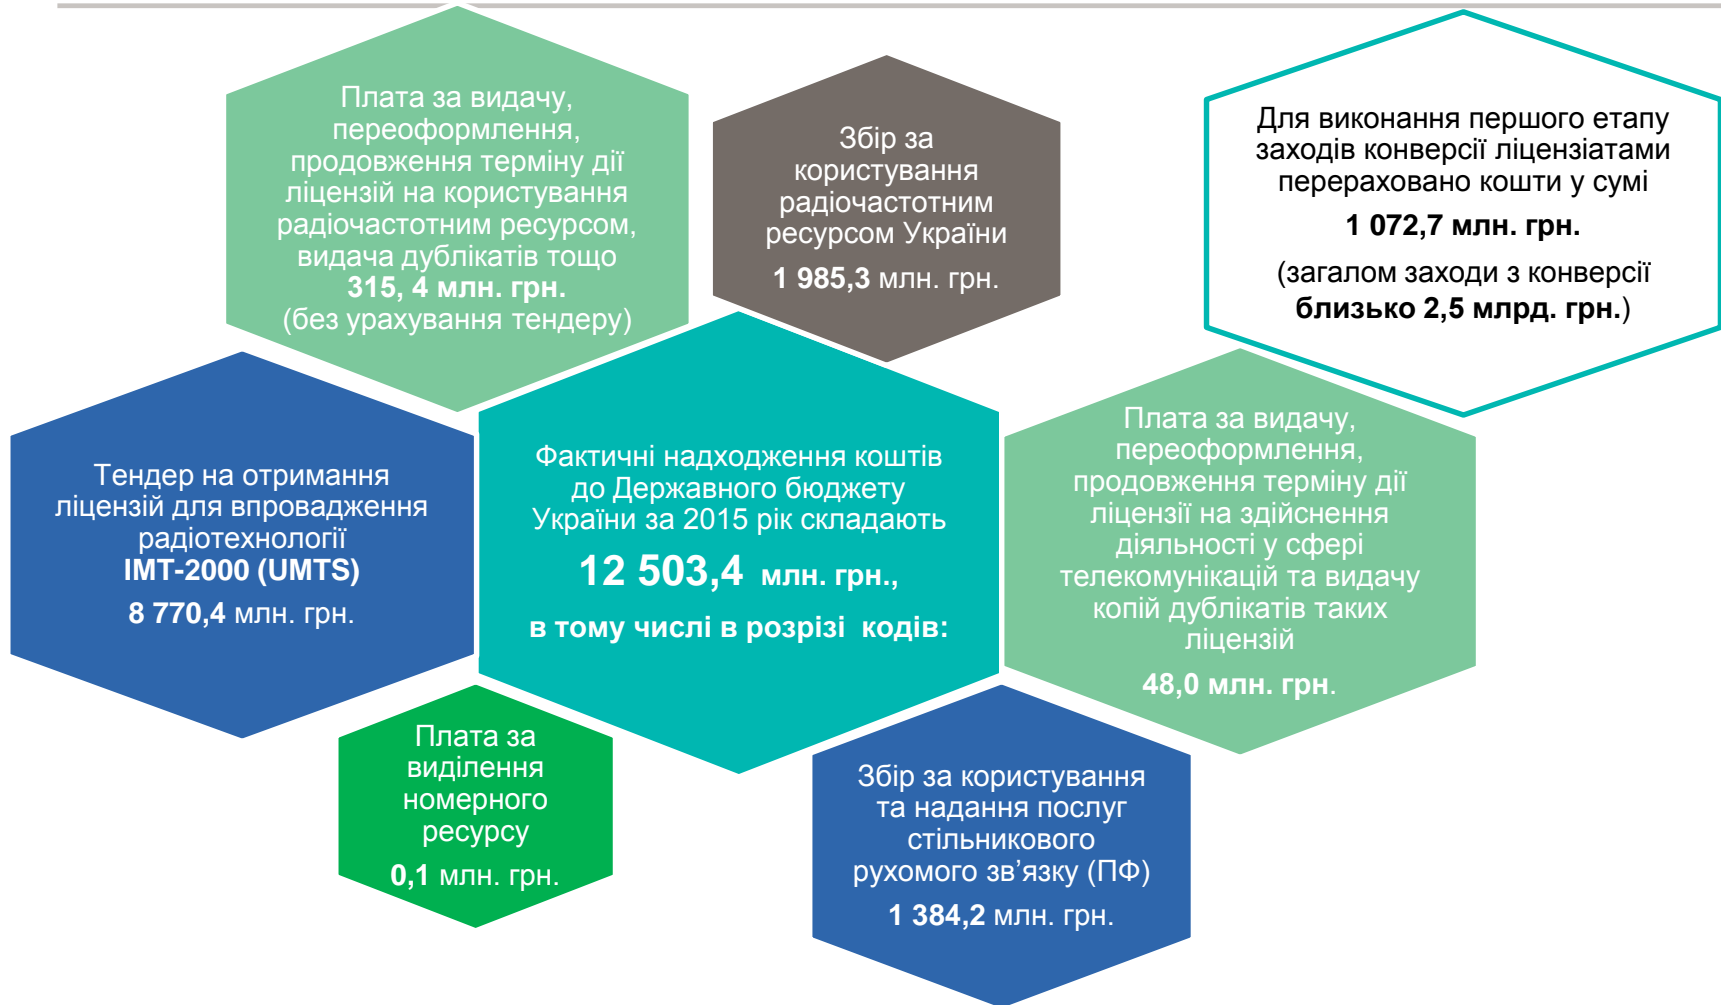 Плата за видачу,
переоформлення,
продовження терміну дії
ліцензій на користування
радіочастотним ресурсом,
видача дублікатів тощо
315, 4 млн. грн.
(без урахування тендеру)
Збір за
користування
радіочастотним
ресурсом України
1 985,3 млн. грн.
Для виконання першого етапу
заходів конверсії ліцензіатами
перераховано кошти у сумі
1 072,7 млн. грн.
(загалом заходи з конверсії
близько 2,5 млрд. грн.)
Тендер на отримання
ліцензій для впровадження
радіотехнології
ІМТ-2000 (UMTS)
8 770,4 млн. грн.
Фактичні надходження коштів
до Державного бюджету
України за 2015 рік складають
12 503,4 млн. грн.,
в тому числі в розрізі кодів:
Плата за видачу,
переоформлення,
продовження терміну дії
ліцензії на здійснення
діяльності у сфері
телекомунікацій та видачу
копій дублікатів таких
ліцензій
48,0 млн. грн.
Плата за
виділення
номерного
ресурсу
0,1 млн. грн.
Збір за користування
та надання послуг
стільникового
рухомого зв’язку (ПФ)
1 384,2 млн. грн.